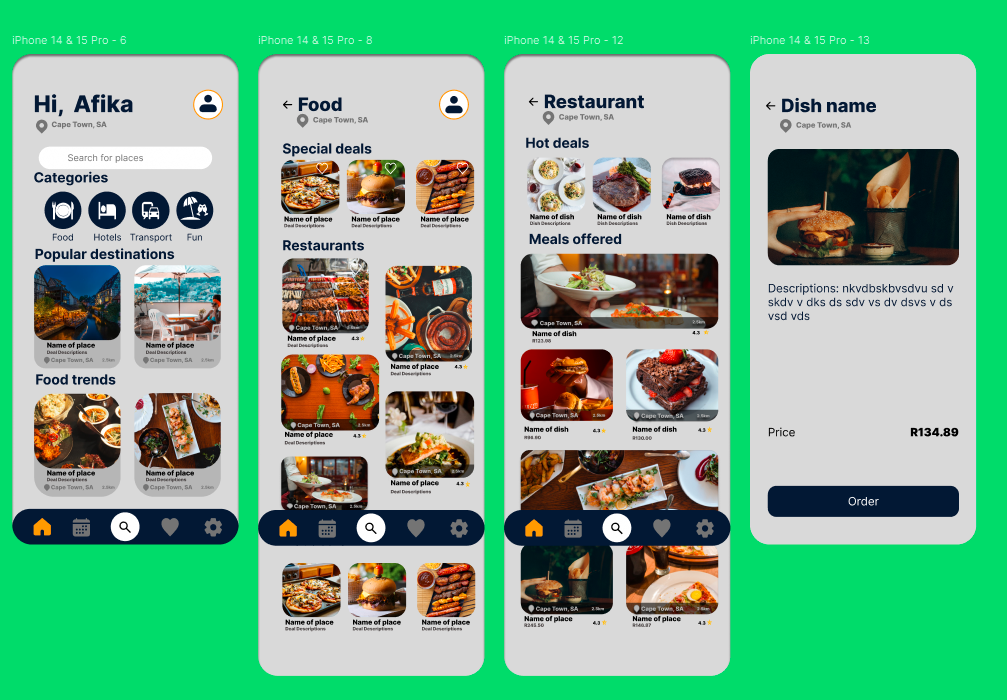 iPhone 14 & 15 Pro - 6
Hi, Afika
Cape Town, SA
Search for places
Categories
Food Hotels Transport Fun
Popular destinations
Name of place Name of place
Deal Descriptions Deal Descriptions
Cape Town, SA 2.5km Cape Town, SA 2.5km
Food trends
Name of place Name of place
Deal Descriptions Deal Descriptions
Cape Town, SA 2.5km Cape Town, SA 2.5km
iPhone 14 & 15 Pro - 8
Food
Cape Town, SA
Special deals
Name of place Name of place Name of place
Deal Descriptions Deal Descriptions Deal Descriptions
Restaurants
Cape Town, SA 2.5km
Name of place 4.3
Deal Descriptions
Cape Town, SA 2.5km
Name of place 4.3
Deal Descriptions
Cape Town, SA 2.5km
Name of place 4.3
Deal Descriptions
Cape Town, SA 2.5km
Name of place 4.3
Deal Descriptions
Cape Town, SA 2.5km
Name of place Name of place Name of place
Deal Descriptions Deal Descriptions Deal Descriptions
iPhone 14 & 15 Pro - 12
Restaurant
Cape Town, SA
Hot deals
Name of dish Name of dish Name of dish
Dish Descriptions Dish Descriptions Dish Descriptions
Meals offered
Cape Town, SA 2.5km
Name of dish 4.3
Cape Town, SA 2.5km Cape Town, SA 2.5km
Name of dish 4.3 Name of dish 4.3
R130.00
Cape Town, SA 2.5km Cape Town, SA 2.5km
Name of place 4.3 Name of place 4.3
iPhone 14 & 15 Pro - 13
Dish name
Cape Town, SA
Descriptions: nkvdbskbvsdvu sd v
skdv v dks ds sdv vs dv dsvs v ds
vsd vds
Price R134.89
Order